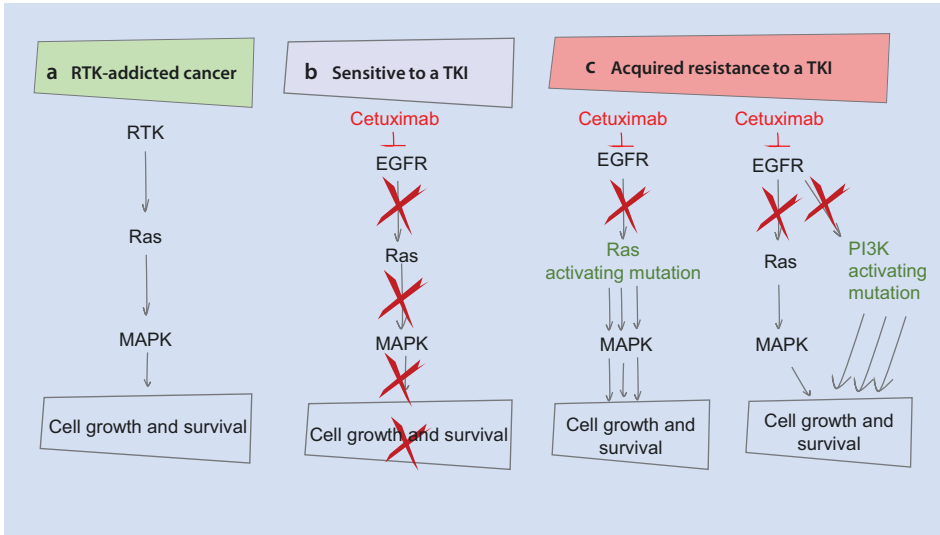 a RTK-addicted cancer
RTK
Ras
MAPK
Cell growth and survival
b Sensitive to a TKI
Cetuximab
EGFR
Ras
MAPK
Cell growth and survival
c Acquired resistance to a TKI
Cetuximab
EGFR
Ras
activating mutation
MAPK
Cell growth and
survival
Cetuximab
EGFR
Ras
PI3K
activating
mutation
MAPK
Cell growth and
survival